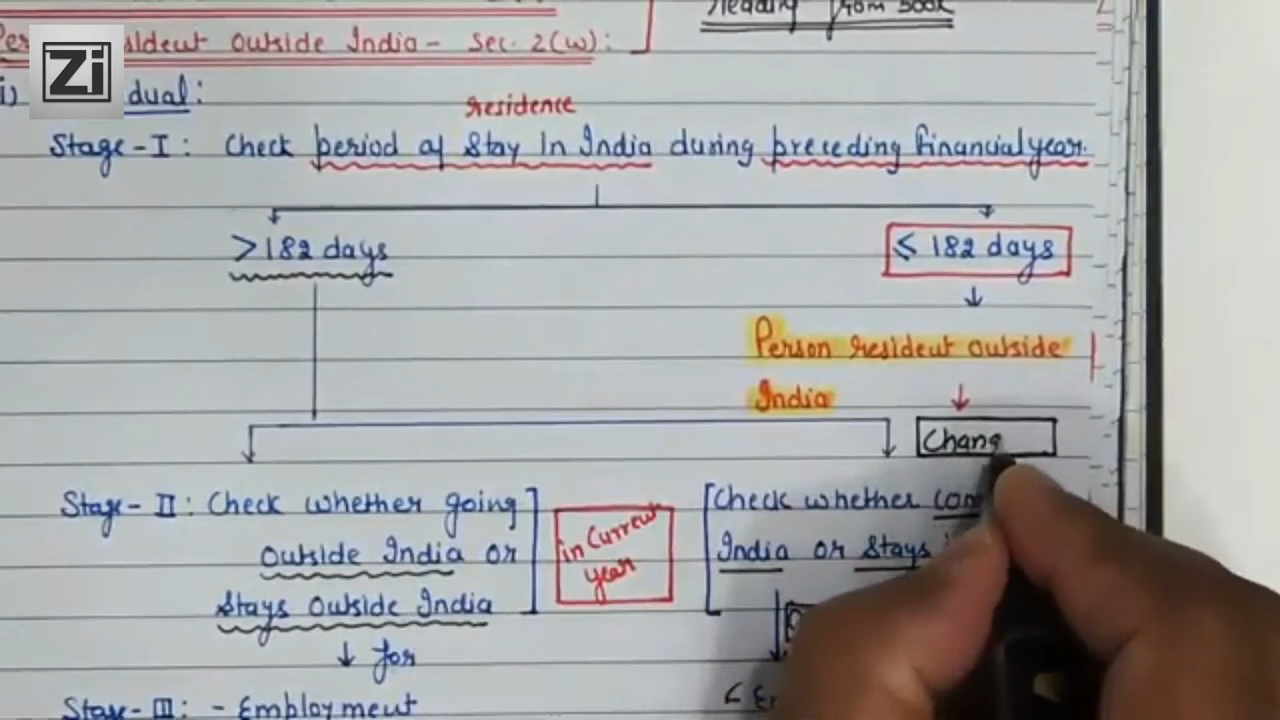 Heading from Book
Resident Outside India - Sec. 2(w):
Zi
i) dual:
residence
Stage-I: Check period of Stay In India during preceding financial year.
>182 days
≤ 182 days
Person resident outside
India
Chang
Stage-II: Check whether going
outside India or
Stays outside India
in Current
year
Check whether
India or Stays
↓ for
Stage-III: - Employment